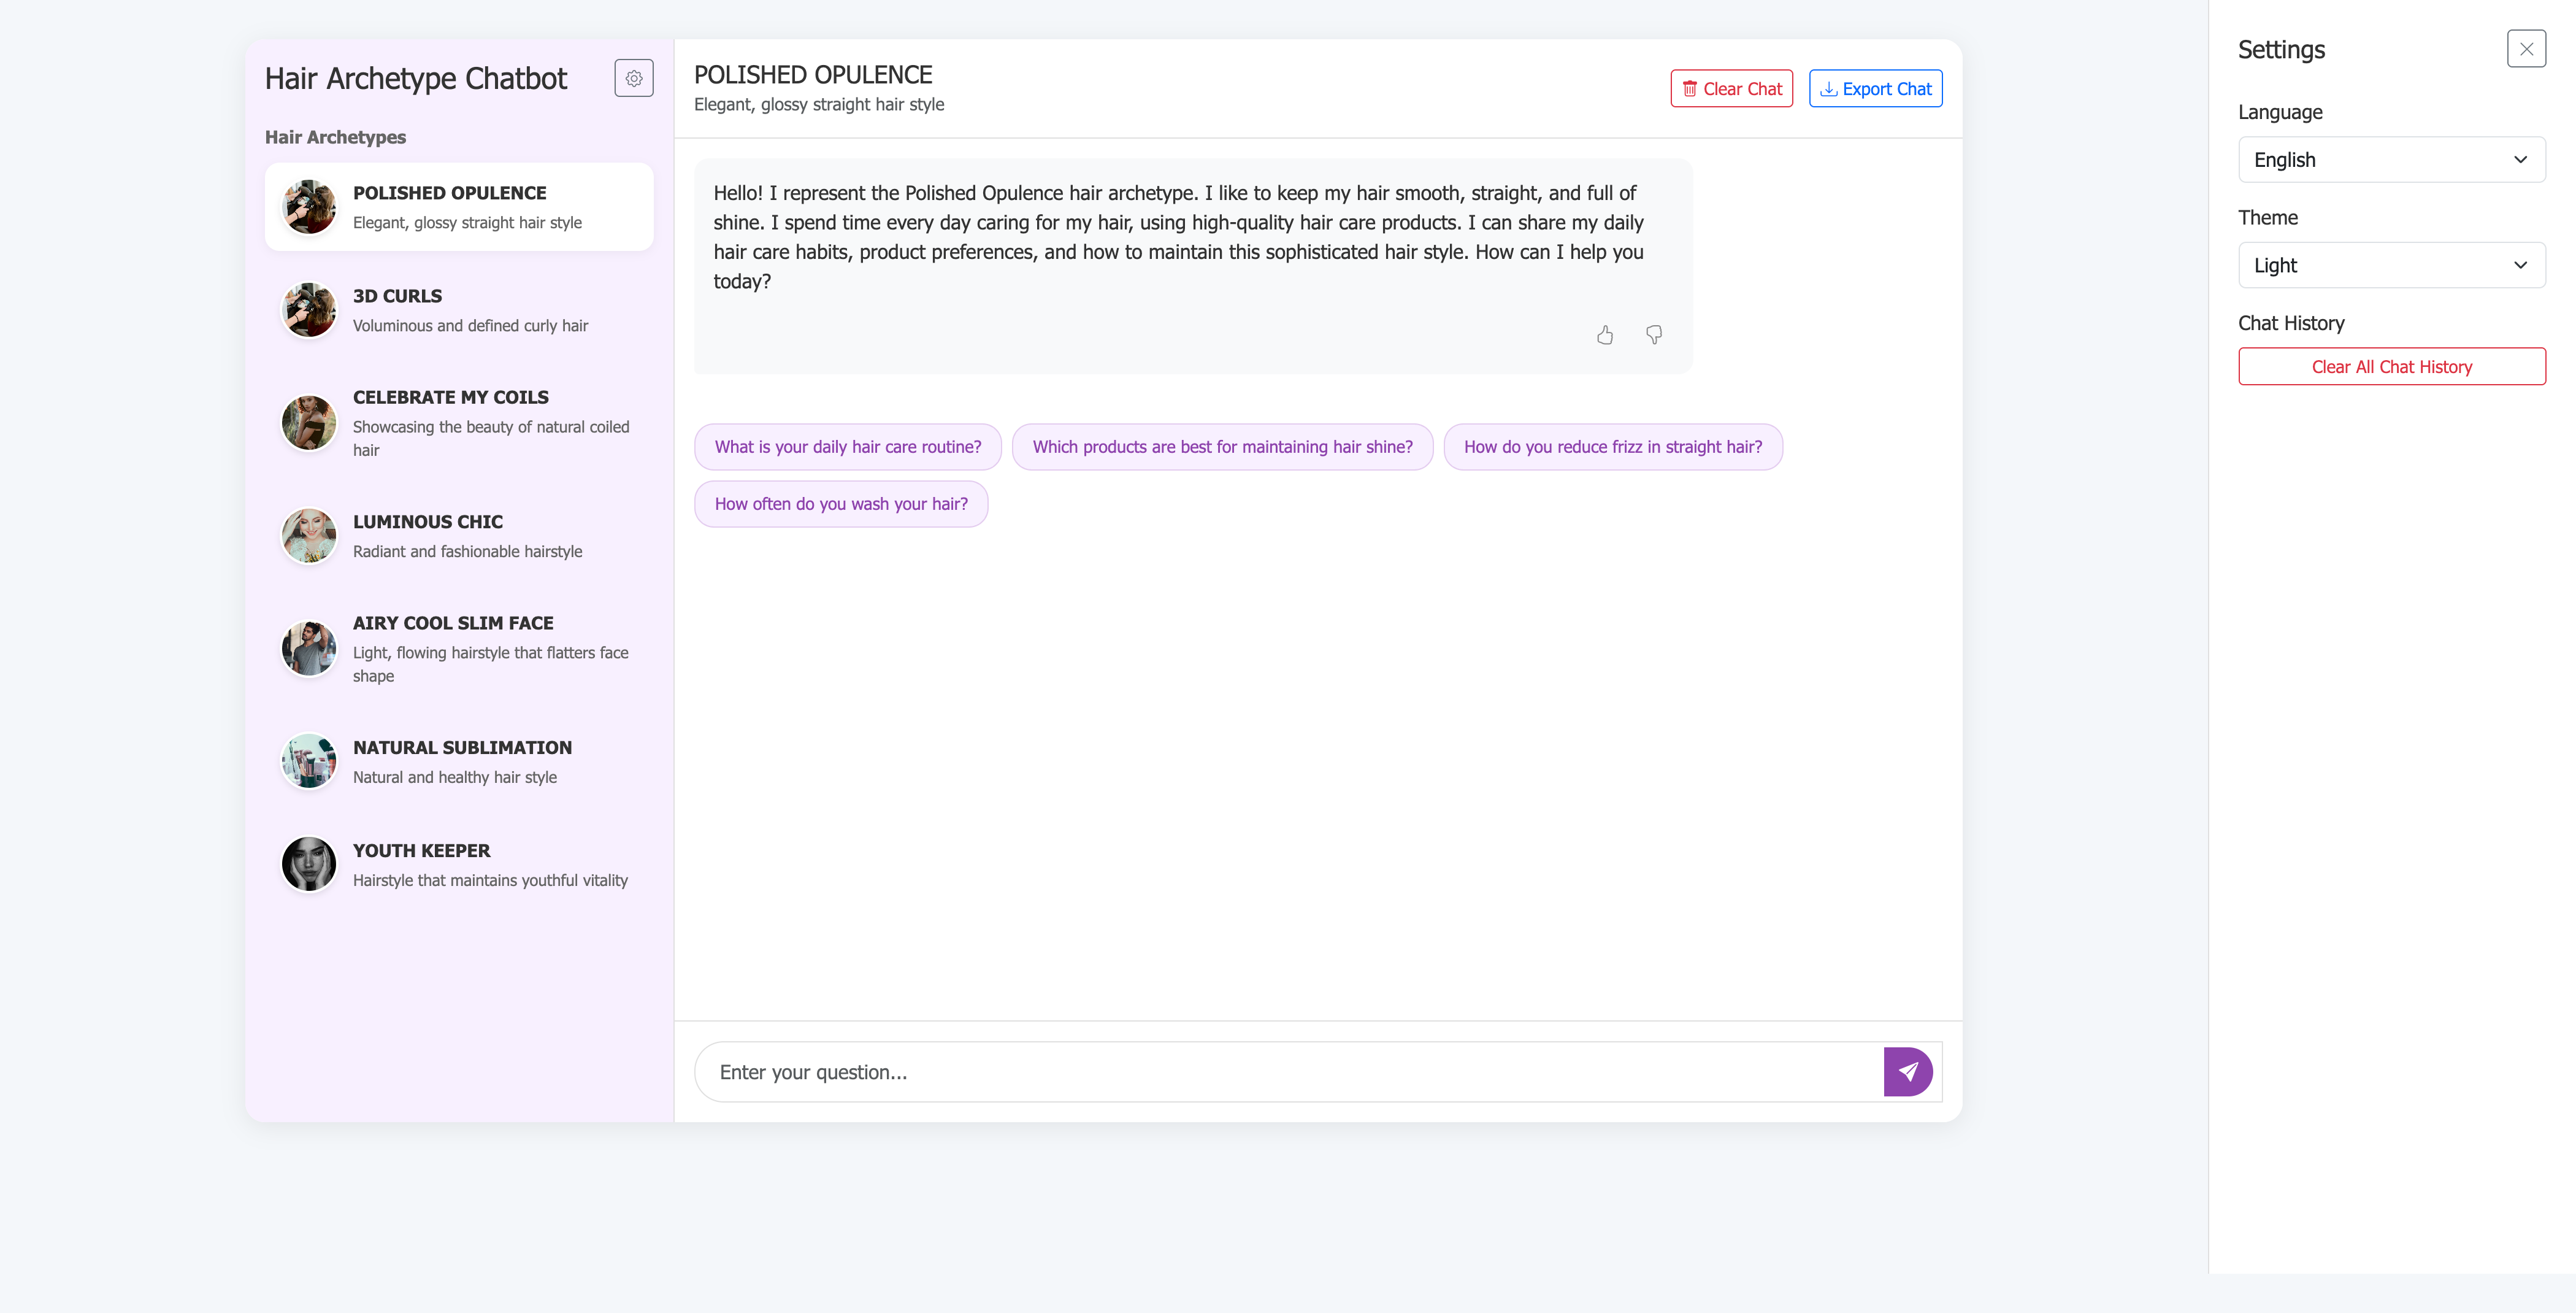 Hair Archetype Chatbot
Hair Archetypes
POLISHED OPULENCE
Elegant, glossy straight hair style
3D CURLS
Voluminous and defined curly hair
CELEBRATE MY COILS
Showcasing the beauty of natural coiled
hair
LUMINOUS CHIC
Radiant and fashionable hairstyle
AIRY COOL SLIM FACE
Light, flowing hairstyle that flatters face
shape
NATURAL SUBLIMATION
Natural and healthy hair style
YOUTH KEEPER
Hairstyle that maintains youthful vitality
POLISHED OPULENCE
Elegant, glossy straight hair style
Clear Chat
Export Chat
Hello! I represent the Polished Opulence hair archetype. I like to keep my hair smooth, straight, and full of
shine. I spend time every day caring for my hair, using high-quality hair care products. I can share my daily
hair care habits, product preferences, and how to maintain this sophisticated hair style. How can I help you
today?
What is your daily hair care routine?
Which products are best for maintaining hair shine?
How do you reduce frizz in straight hair?
How often do you wash your hair?
Enter your question...
Settings
Language
English
Theme
Light
Chat History
Clear All Chat History